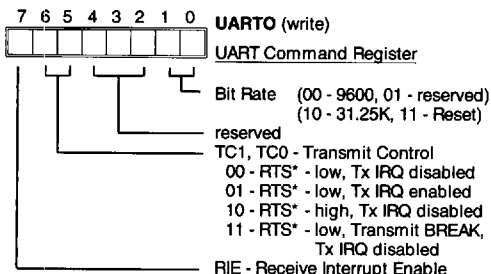 7 6 5 4 3 2 1 0 UARTO (write)
UART Command Register
Bit Rate (00 - 9600, 01 - reserved)
(10 - 31.25K, 11 - Reset)
reserved
TC1, TC0 - Transmit Control
00 - RTS* - low, Tx IRQ disabled
01 - RTS* - low, Tx IRQ enabled
10 - RTS* - high, Tx IRQ disabled
11 - RTS* - low, Transmit BREAK,
Tx IRQ disabled
RIE - Receive Interrupt Enable